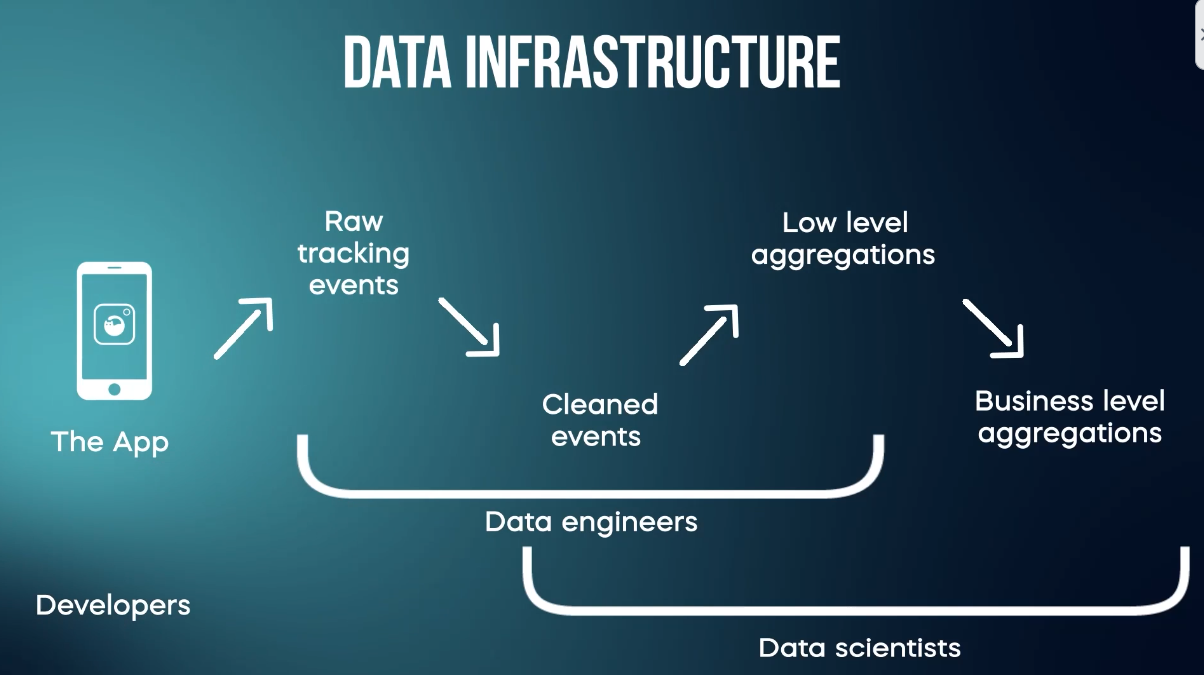 DATA INFRASTRUCTURE
Raw
tracking
events
Low level
aggregations
The App
Cleaned
events
Business level
aggregations
Data engineers
Developers
Data scientists